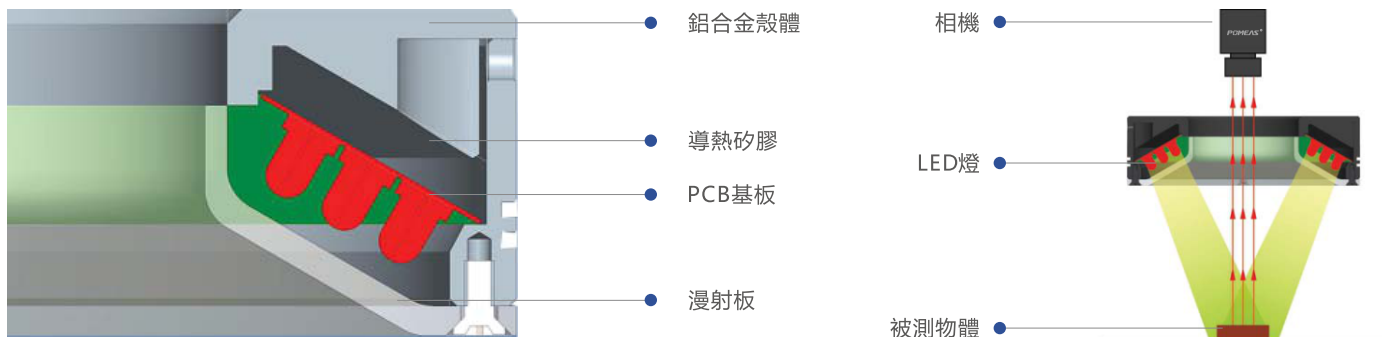 鋁合金殼體
導熱矽膠
PCB基板
漫射板
相機
POMEAS+
LED燈
被測物體